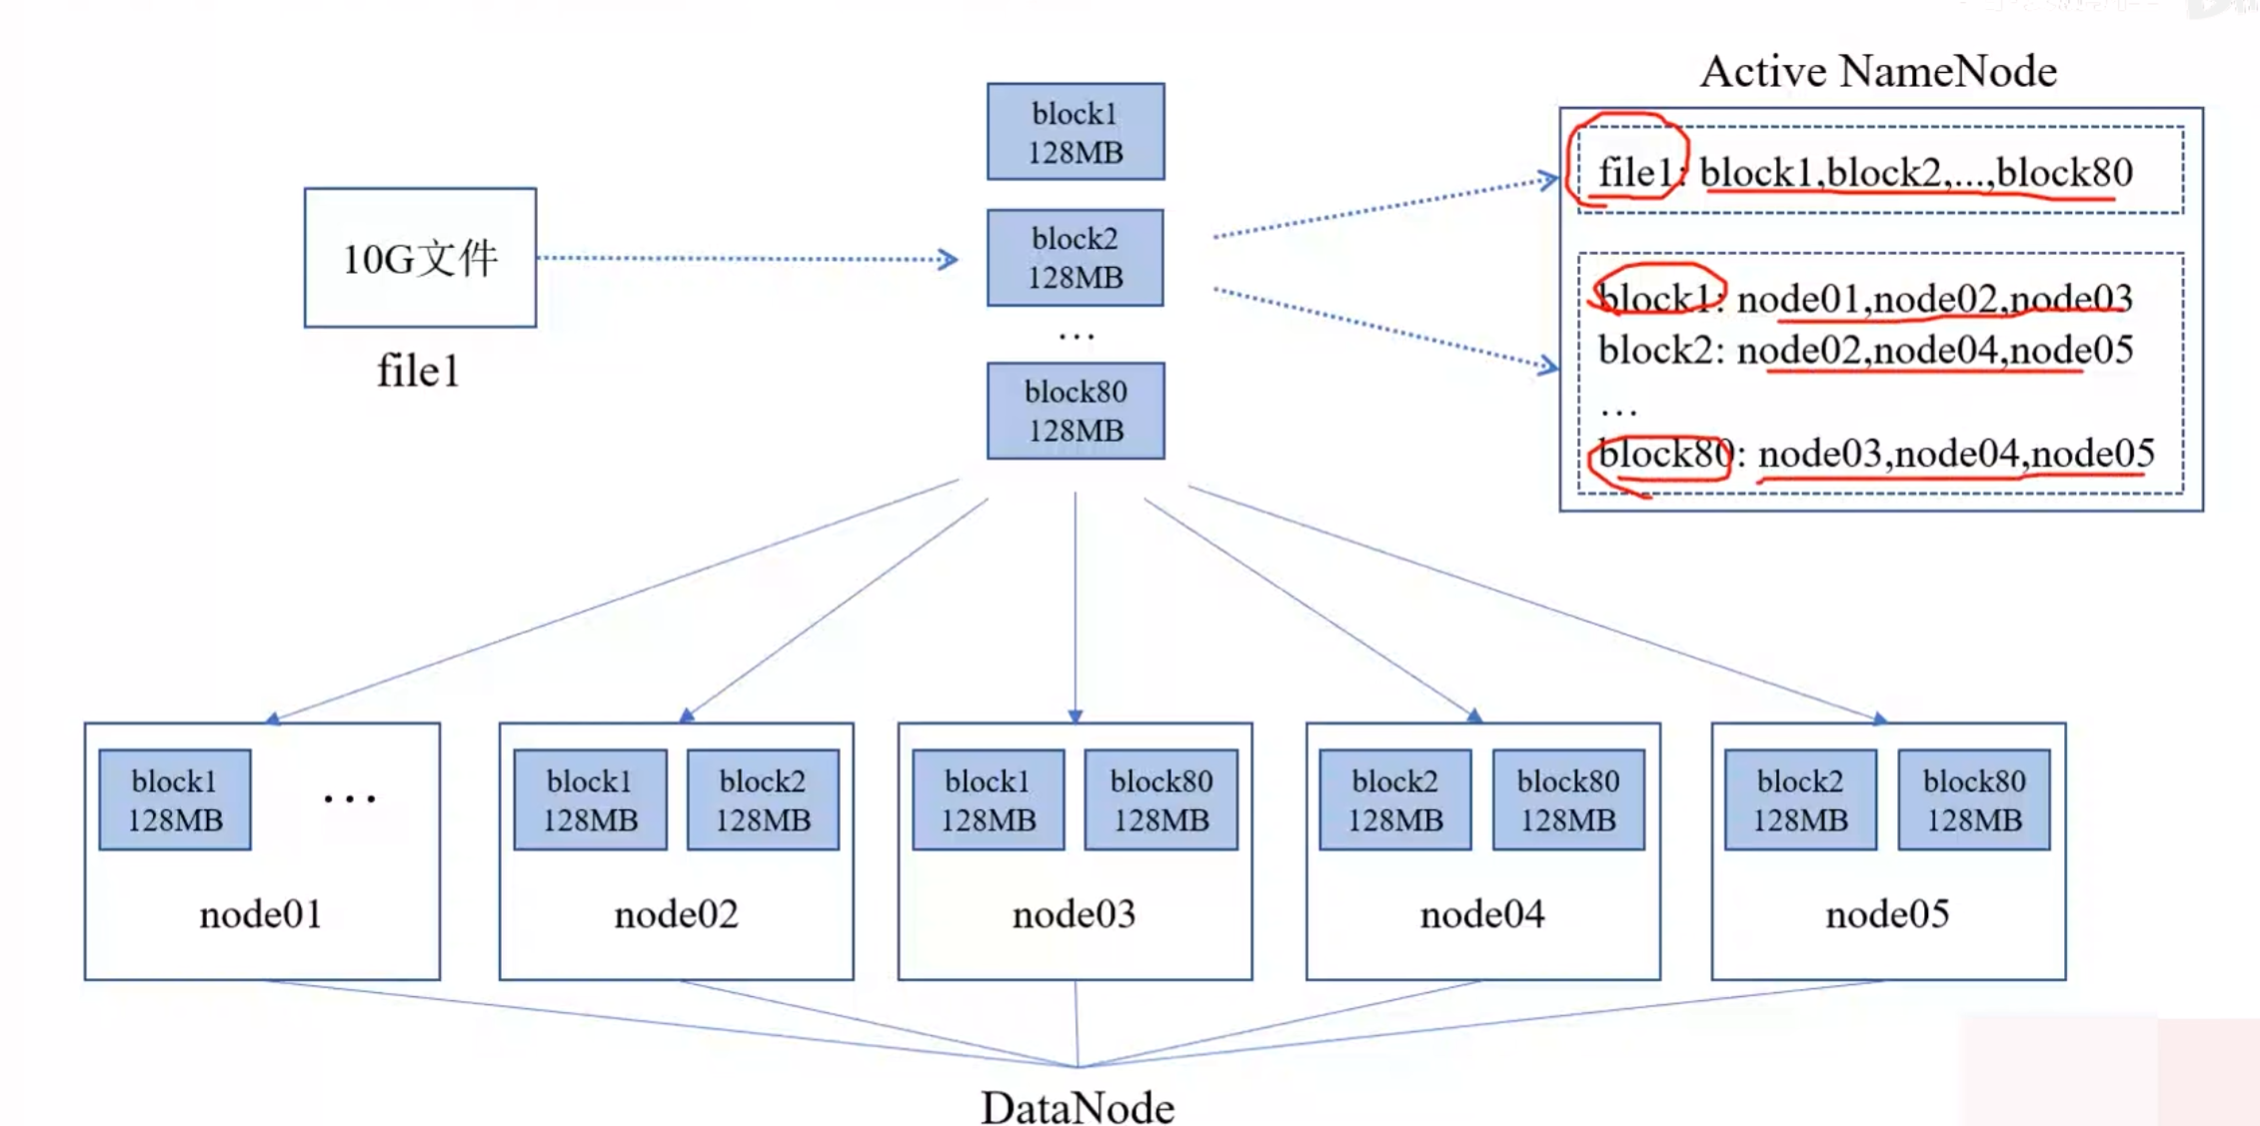 Active NameNode
block1
128MB
file1: block1,block2,...,block80
10G文件
file1
block2
128MB
...
block80
128MB
block1: node01,node02,node03
block2: node02,node04,node05
...
block80: node03,node04,node05
block1
128MB
...
node01
block1
128MB
block2
128MB
node02
block1
128MB
block80
128MB
node03
block2
128MB
block80
128MB
node04
block2
128MB
block80
128MB
node05
DataNode